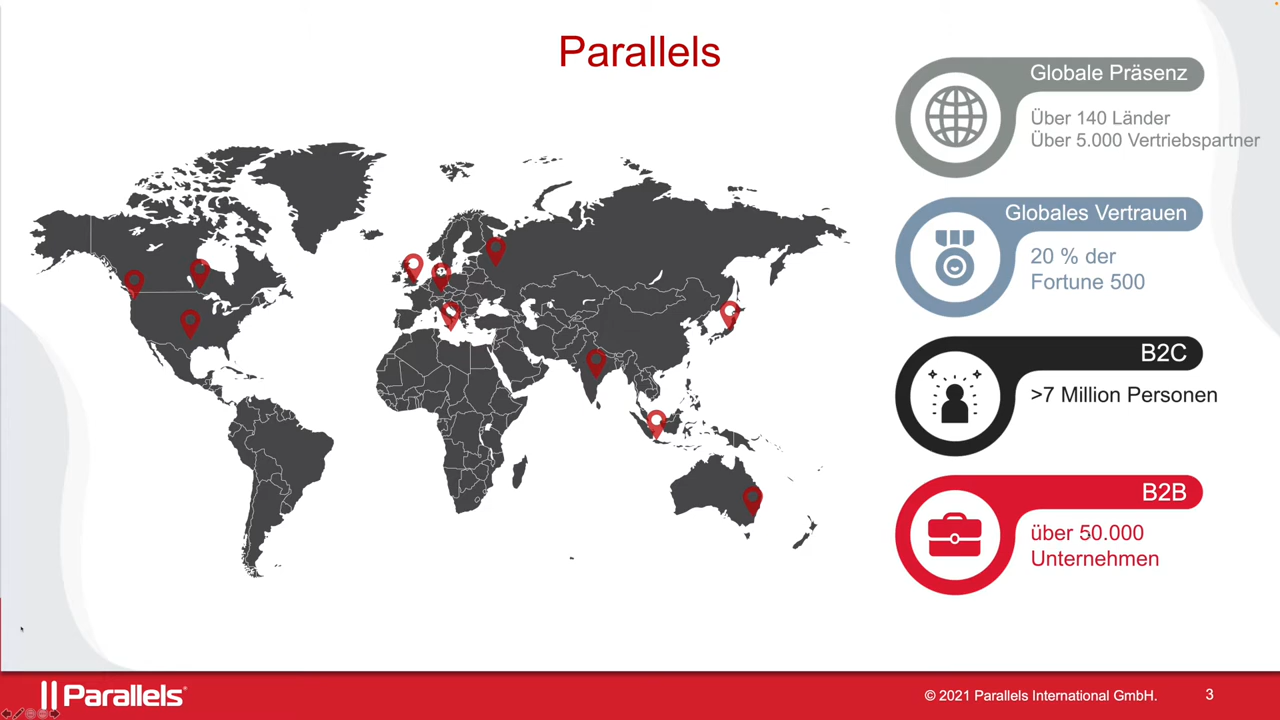 Parallels
Globale Präsenz
Über 140 Länder
Über 5.000 Vertriebspartner
Globales Vertrauen
20 % der
Fortune 500
B2C
>7 Million Personen
B2B
über 50.000
Unternehmen
Parallels®
© 2021 Parallels International GmbH.
3